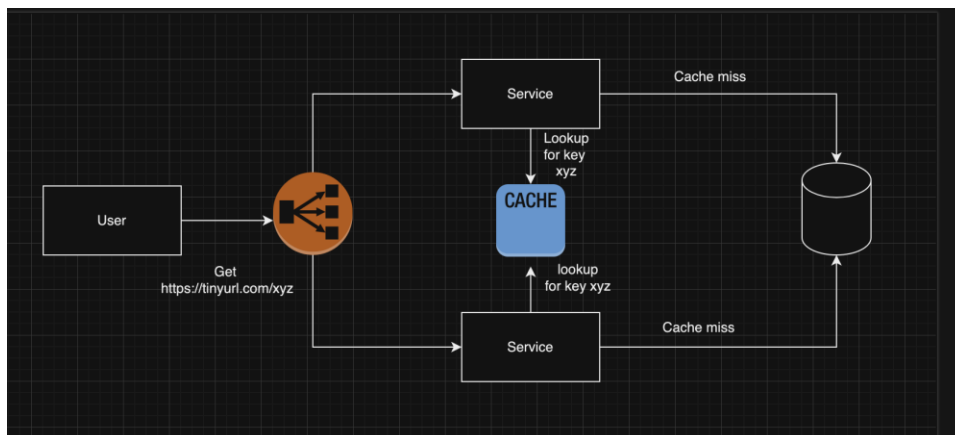 Service
Cache miss
Lookup
for key
xyz
User
CACHE
Get
https://tinyurl.com/xyz
lookup
for key xyz
Service
Cache miss